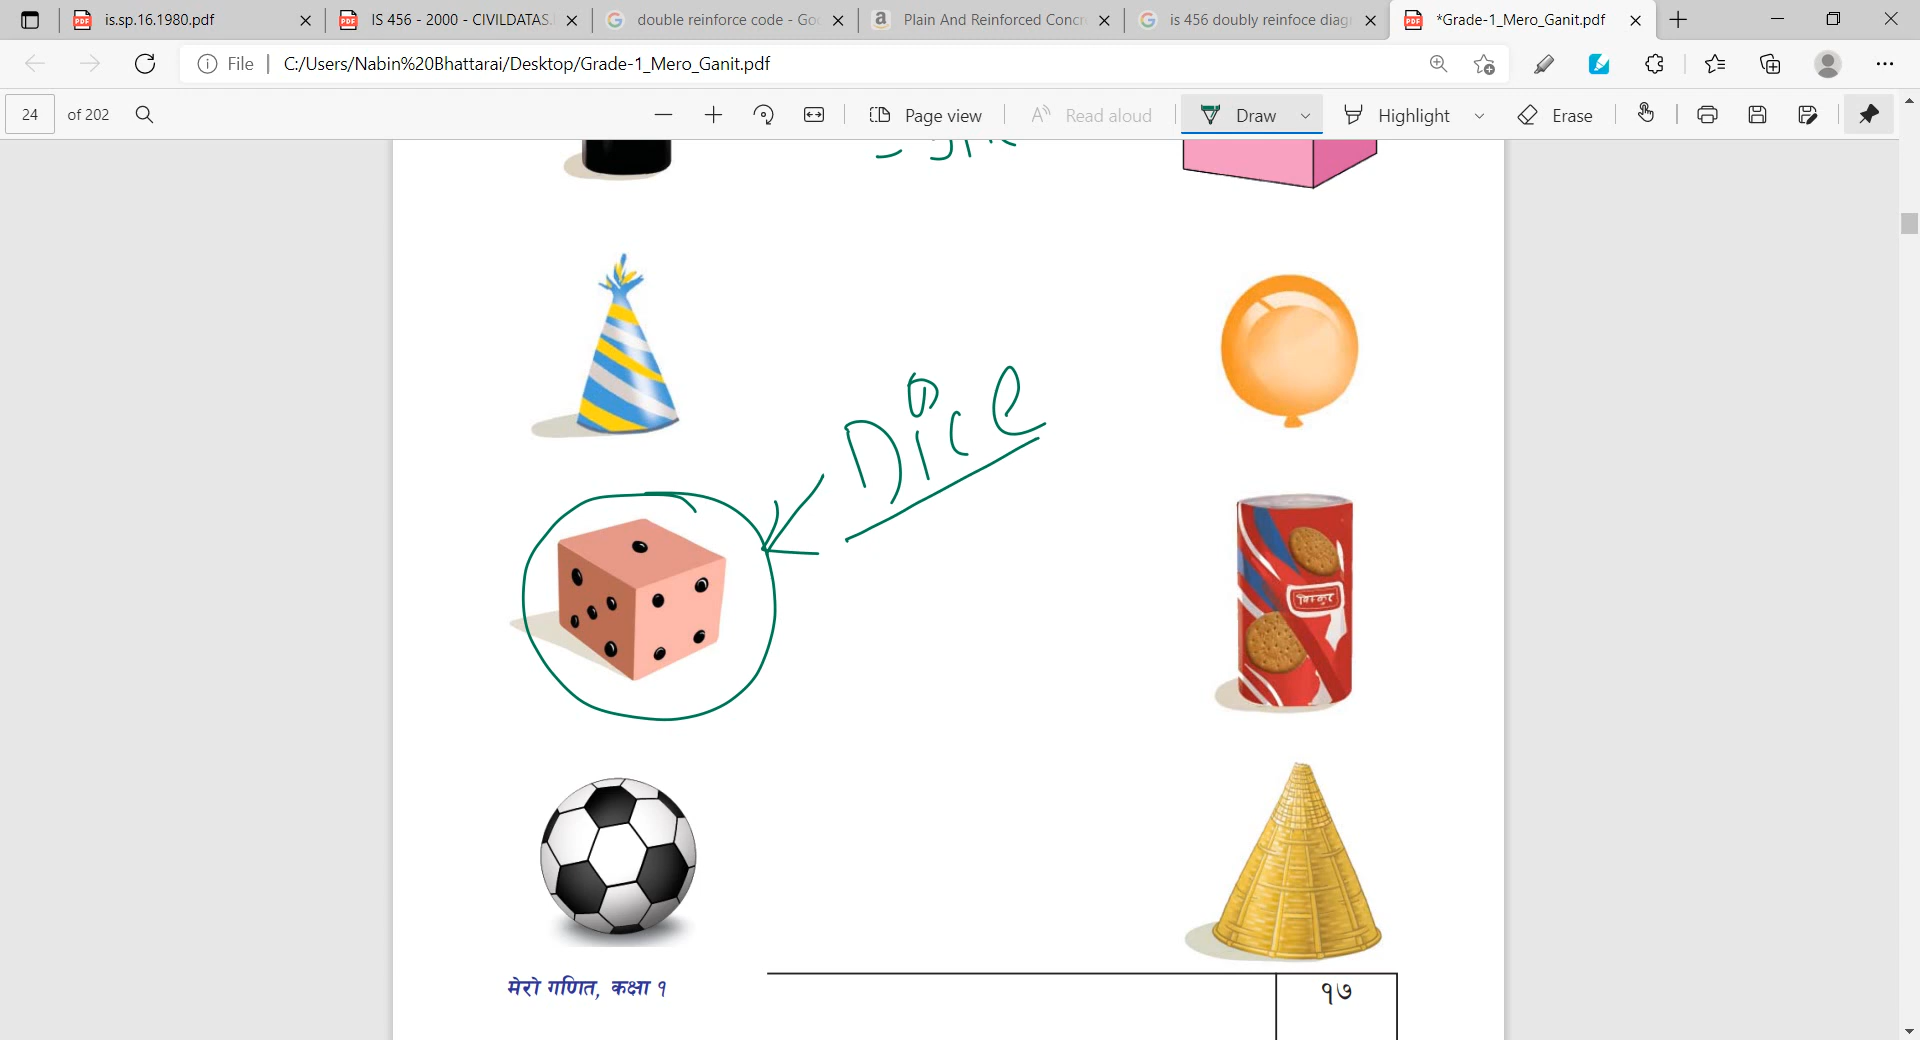 is.sp.16.1980.pdf
IS 456 - 2000 - CIVILDATAS.
double reinforce code - Goo
Plain And Reinforced Concr
is 456 doubly reinfoce diag
*Grade-1_Mero_Ganit.pdf
File
C:/Users/Nabin%20Bhattarai/Desktop/Grade-1_Mero_Ganit.pdf
24 of 202
Page view
Read aloud
Draw
Highlight
Erase
Dice
बिस्कुट
मेरो गणित, कक्षा १
१७